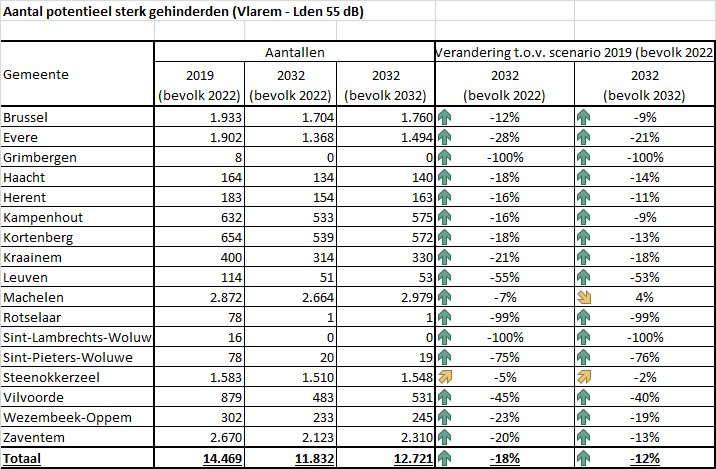 Aantal potentieel sterk gehinderden (Vlarem - Lden 55 dB)
Aantallen Verandering t.o.v. scenario 2019 (bevolk 2022
Gemeente 2019 2032 2032 2032 2032
(bevolk 2022) (bevolk 2022) (bevolk 2032) (bevolk 2022) (bevolk 2032)
Brussel 1.933 1.704 1.760 -12% -9%
Evere 1.902 1.368 1.494 -28% -21%
Grimbergen 8 0 0 -100% -100%
Haacht 164 134 140 -18% -14%
Herent 183 154 163 -16% -11%
Kampenhout 632 533 575 -16% -9%
Kortenberg 654 539 572 -18% -13%
Kraainem 400 314 330 -21% -18%
Leuven 114 51 53 -55% -53%
Machelen 2.872 2.664 2.979 -7% 4%
Rotselaar 78 1 1 -99% -99%
Sint-Lambrechts-Woluw 16 0 0 -100% -100%
Sint-Pieters-Woluwe 78 20 19 -75% -76%
Steenokkerzeel 1.583 1.510 1.548 -5% -2%
Vilvoorde 879 483 531 -45% -40%
Wezembeek-Oppem 302 233 245 -23% -19%
Zaventem 2.670 2.123 2.310 -20% -13%
Totaal 14.469 11.832 12.721 -18% -12%